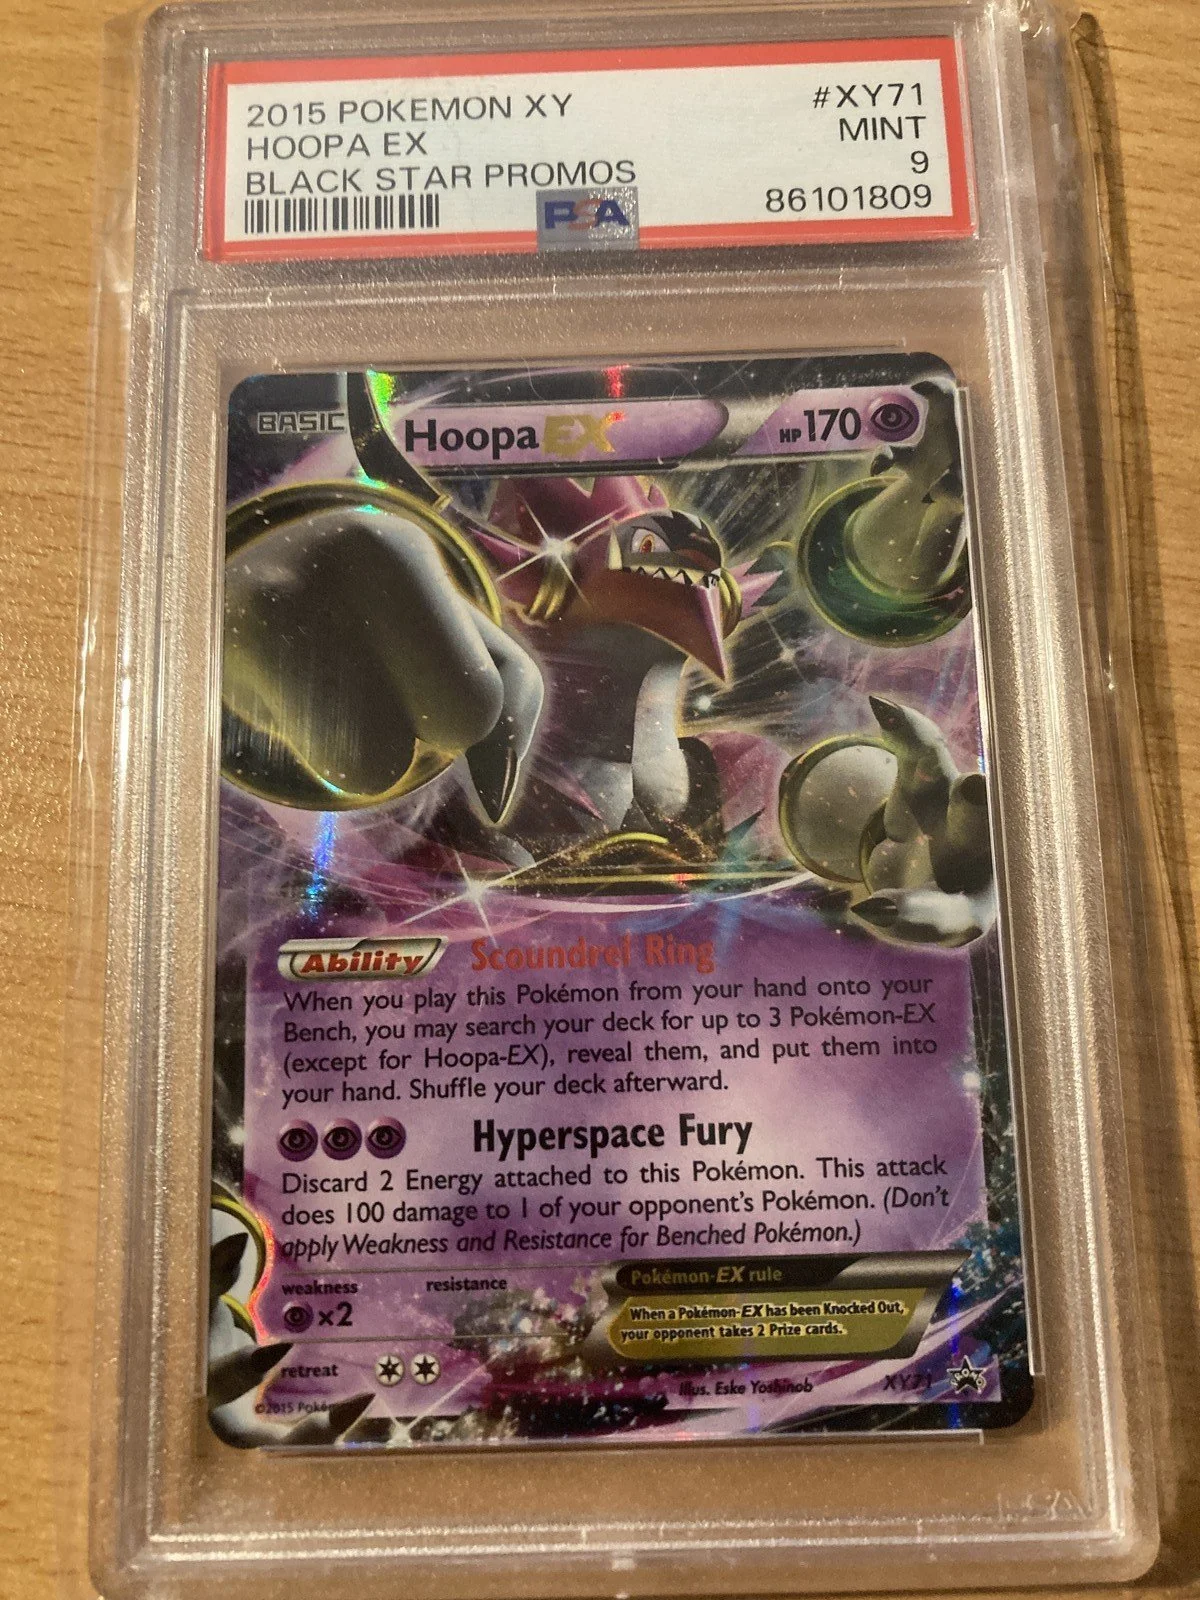 2015 POKEMON XY #XY71
HOOPA EX MINT
BLACK STAR PROMOS 9
PSA 86101809
BASIC Hoopa EX HP 170
Ability Scoundrel Ring
When you play this Pokémon from your hand onto your
Bench, you may search your deck for up to 3 Pokémon-EX
(except for Hoopa-EX), reveal them, and put them into
your hand. Shuffle your deck afterward.
Hyperspace Fury
Discard 2 Energy attached to this Pokémon. This attack
does 100 damage to 1 of your opponent's Pokémon. (Don't
apply Weakness and Resistance for Benched Pokémon.)
weakness resistance
×2
Pokémon-EX rule
When a Pokémon-EX has been Knocked Out,
your opponent takes 2 Prize cards.
retreat
Illus. Eske Yoshinob XY71 PROMO
©2015 Poké
PSA